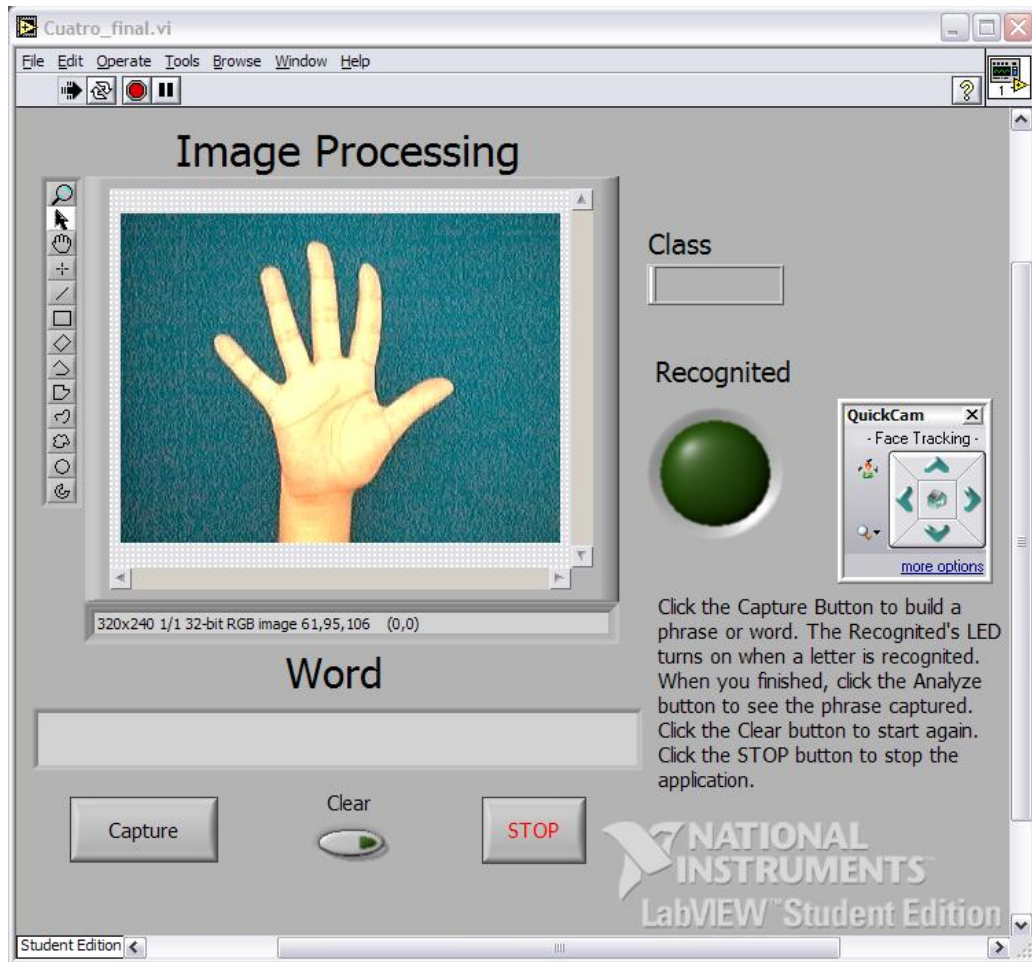 Cuatro_final.vi
File Edit Operate Tools Browse Window Help
1
Image Processing
Class
Recognited
QuickCam
- Face Tracking -
more options
320x240 1/1 32-bit RGB image 61,95,106 (0,0)
Click the Capture Button to build a
phrase or word. The Recognited's LED
turns on when a letter is recognited.
When you finished, click the Analyze
button to see the phrase captured.
Click the Clear button to start again.
Click the STOP button to stop the
application.
Word
Capture
Clear
STOP
NATIONAL
INSTRUMENTS
LabVIEW™ Student Edition
Student Edition